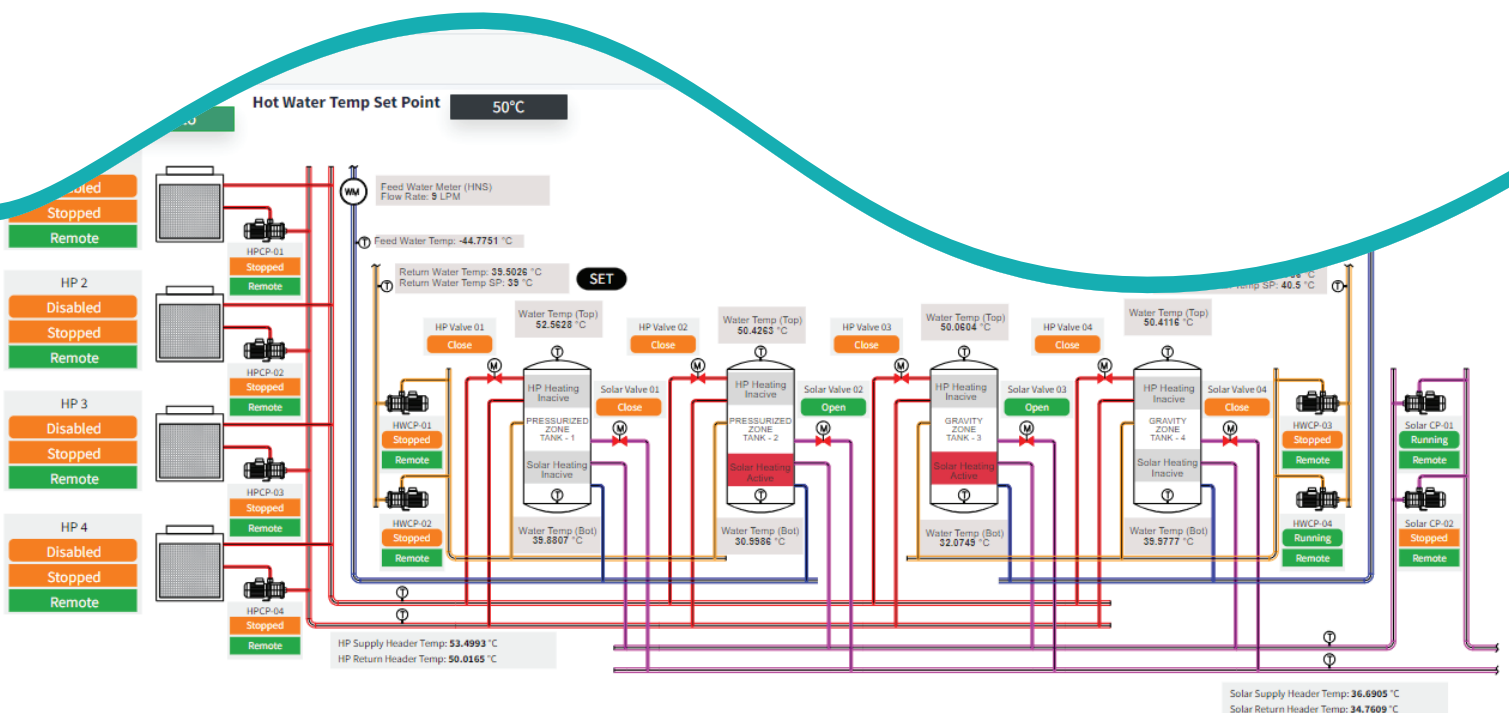 Hot Water Temp Set Point
50°C
Stopped
Remote
HPCP-01
Stopped
Remote
WM
Feed Water Meter (HNS)
Flow Rate: 9 LPM
T
Feed Water Temp: -44.7751 °C
T
Return Water Temp: 39.5026 °C
Return Water Temp SP: 39 °C
SET
Temp SP: 40.5 °C
T
HP 2
Disabled
Stopped
Remote
HPCP-02
Stopped
Remote
HP 3
Disabled
Stopped
Remote
HPCP-03
Stopped
Remote
HP 4
Disabled
Stopped
Remote
HPCP-04
Stopped
Remote
HP Valve 01
Close
M
Water Temp (Top)
52.5628 °C
T
HP Heating
Inacive
PRESSURIZED
ZONE
TANK - 1
Solar Heating
Inacive
T
Water Temp (Bot)
39.8807 °C
Solar Valve 01
Close
M
HP Valve 02
Close
M
Water Temp (Top)
50.4263 °C
T
HP Heating
Inacive
PRESSURIZED
ZONE
TANK - 2
Solar Heating
Active
T
Water Temp (Bot)
30.9986 °C
Solar Valve 02
Open
M
HP Valve 03
Close
M
Water Temp (Top)
50.0604 °C
T
HP Heating
Inacive
GRAVITY
ZONE
TANK - 3
Solar Heating
Active
T
Water Temp (Bot)
32.0749 °C
Solar Valve 03
Open
M
HP Valve 04
Close
M
Water Temp (Top)
50.4116 °C
T
HP Heating
Inacive
GRAVITY
ZONE
TANK - 4
Solar Heating
Inacive
T
Water Temp (Bot)
39.9777 °C
Solar Valve 04
Close
M
HWCP-01
Stopped
Remote
HWCP-02
Stopped
Remote
HWCP-03
Stopped
Remote
HWCP-04
Running
Remote
Solar CP-01
Running
Remote
Solar CP-02
Stopped
Remote
T
T
HP Supply Header Temp: 53.4993 °C
HP Return Header Temp: 50.0165 °C
T
T
Solar Supply Header Temp: 36.6905 °C
Solar Return Header Temp: 34.7609 °C